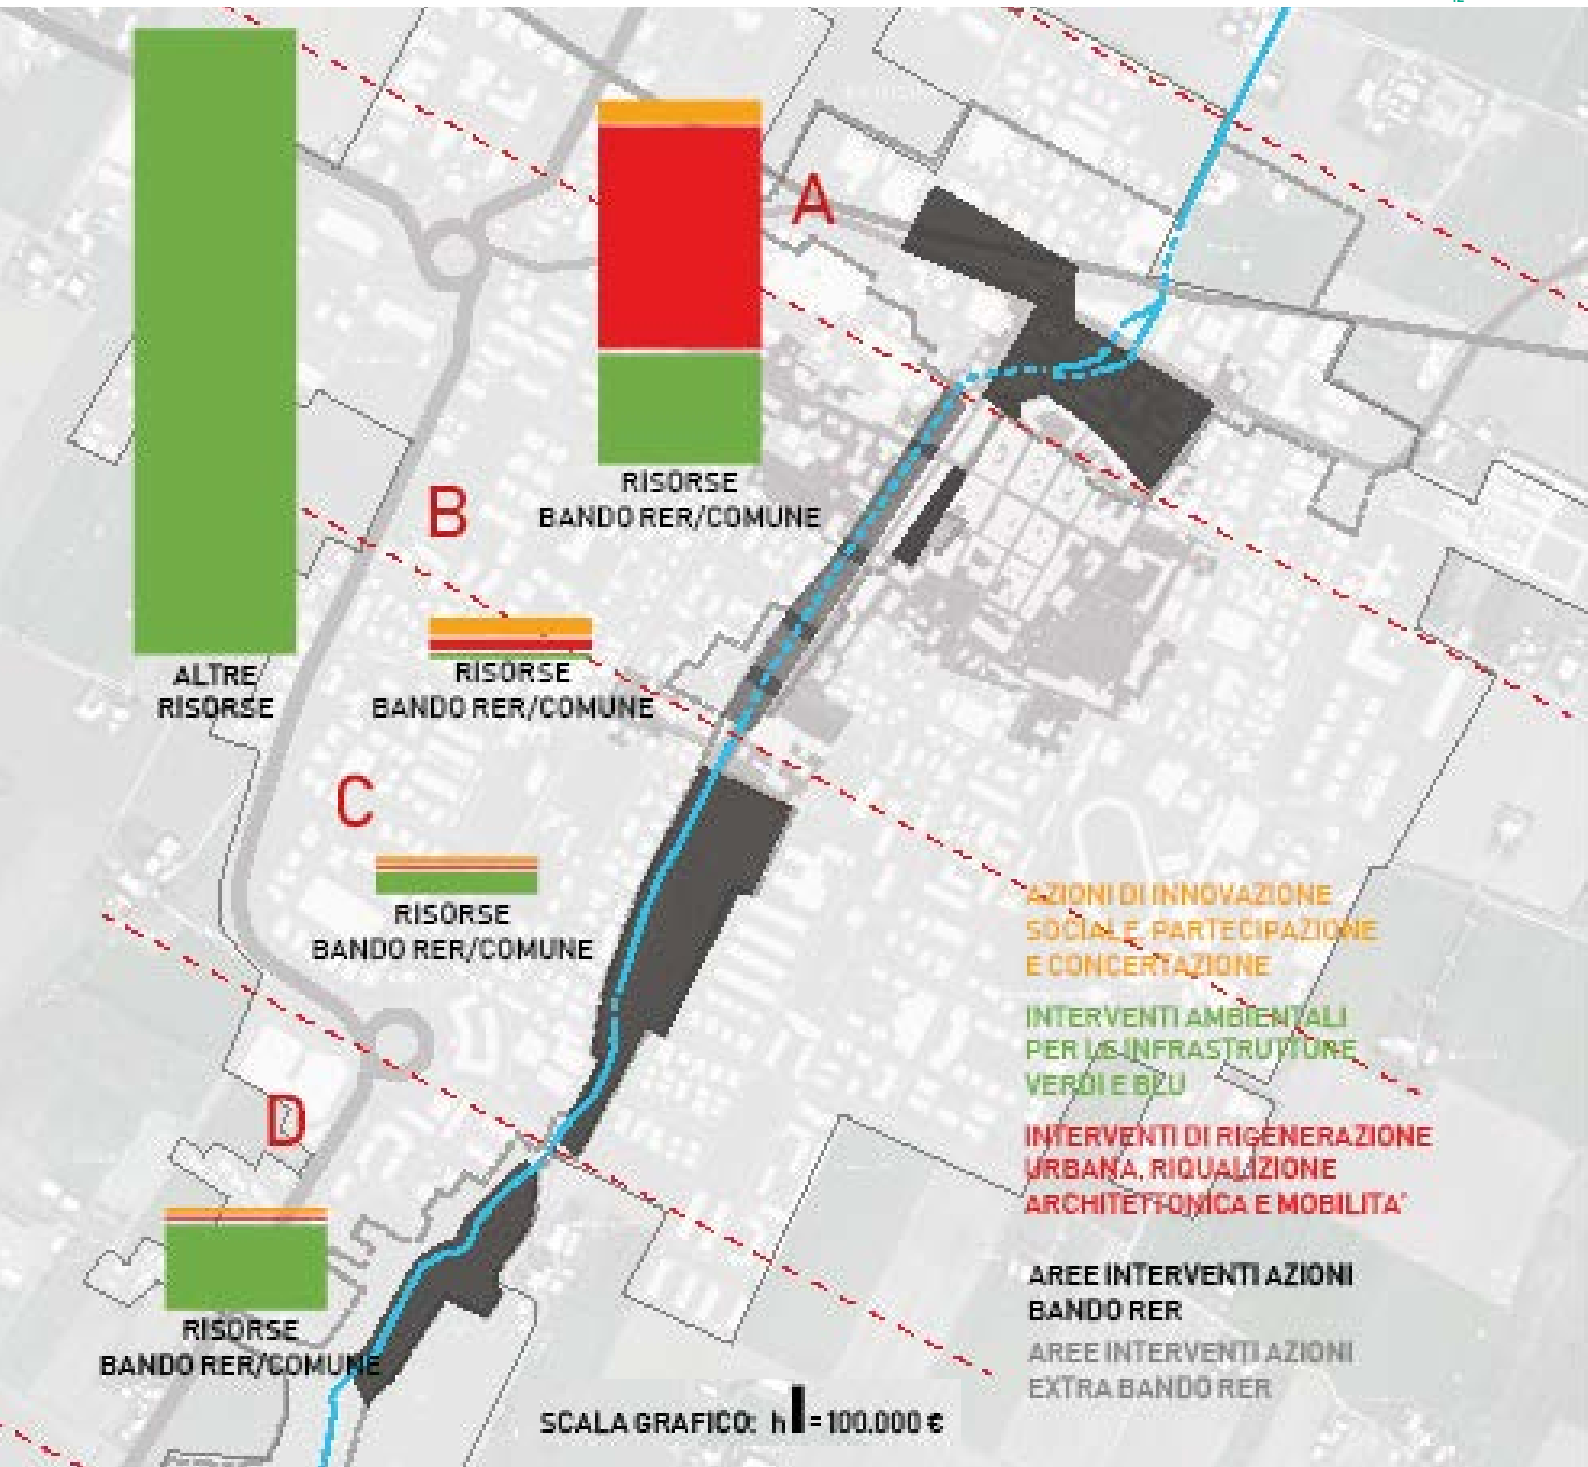 A
RISORSE
BANDO RER/COMUNE
B
ALTRE
RISORSE
RISORSE
BANDO RER/COMUNE
C
RISORSE
BANDO RER/COMUNE
AZIONI DI INNOVAZIONE
SOCIALE, PARTECIPAZIONE
E CONCERTAZIONE
INTERVENTI AMBIENTALI
PER LE INFRASTRUTTURE
VERDI E BLU
D
INTERVENTI DI RIGENERAZIONE
URBANA, RIQUALIZIONE
ARCHITETTONICA E MOBILITA'
RISORSE
BANDO RER/COMUNE
AREE INTERVENTI AZIONI
BANDO RER
AREE INTERVENTI AZIONI
EXTRA BANDO RER
SCALA GRAFICO: h = 100.000 €